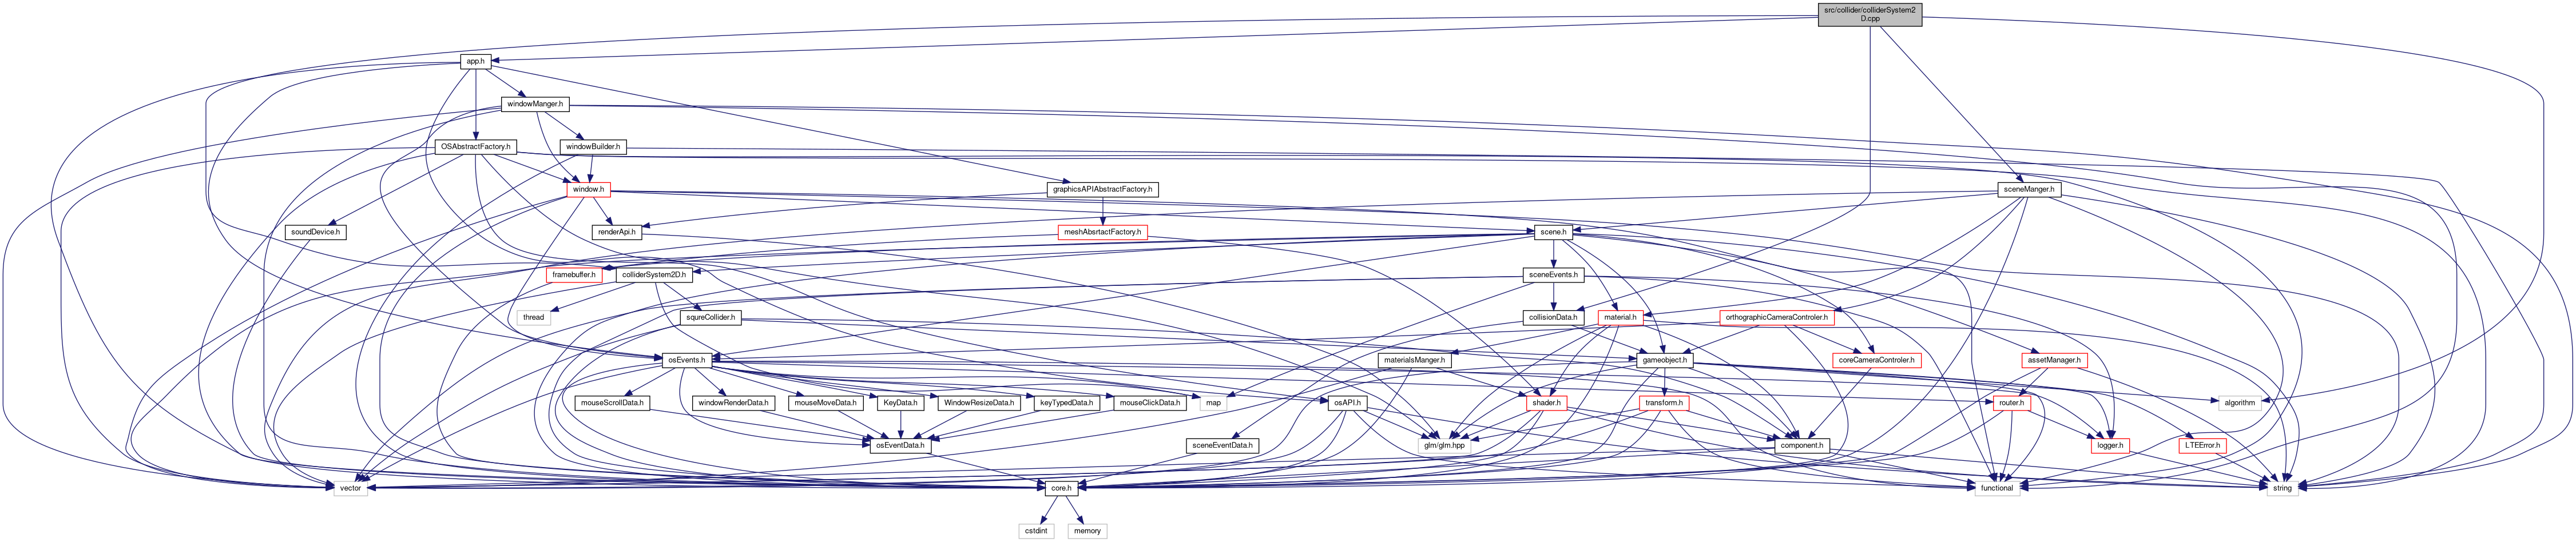 src/collider/colliderSystem2
D.cpp
app.h
windowManger.h
OSAbstractFactory.h
windowBuilder.h
window.h
graphicsAPIAbstractFactory.h
sceneManger.h
soundDevice.h
renderApi.h
meshAbsrtactFactory.h
scene.h
framebuffer.h
colliderSystem2D.h
sceneEvents.h
thread
squreCollider.h
collisionData.h
material.h
orthographicCameraControler.h
osEvents.h
materialsManger.h
gameobject.h
coreCameraControler.h
assetManager.h
mouseScrollData.h
windowRenderData.h
mouseMoveData.h
KeyData.h
WindowResizeData.h
keyTypedData.h
mouseClickData.h
map
osAPI.h
shader.h
transform.h
router.h
algorithm
osEventData.h
sceneEventData.h
glm/glm.hpp
component.h
logger.h
LTEError.h
vector
core.h
functional
string
cstdint
memory